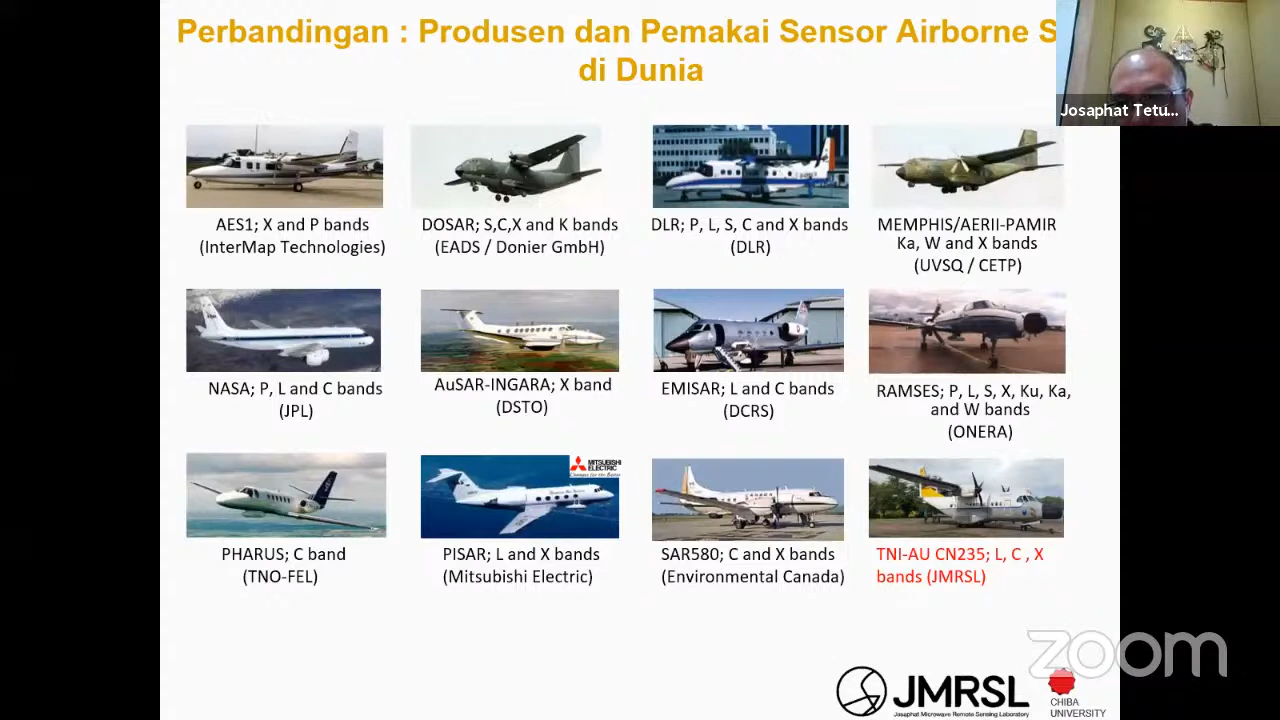 Perbandingan : Produsen dan Pemakai Sensor Airborne S
di Dunia
Josaphat Tetu...
AES1; X and P bands
(InterMap Technologies)
DOSAR; S,C,X and K bands
(EADS / Donier GmbH)
DLR; P, L, S, C and X bands
(DLR)
MEMPHIS/AERII-PAMIR
Ka, W and X bands
(UVSQ / CETP)
NASA; P, L and C bands
(JPL)
AuSAR-INGARA; X band
(DSTO)
EMISAR; L and C bands
(DCRS)
RAMSES; P, L, S, X, Ku, Ka,
and W bands
(ONERA)
MITSUBISHI
ELECTRIC
Changes for the Better
PHARUS; C band
(TNO-FEL)
PISAR; L and X bands
(Mitsubishi Electric)
CANADA
SAR580; C and X bands
(Environmental Canada)
TNI-AU CN235; L, C , X
bands (JMRSL)
zoom
JMRSL
Josaphat Microwave Remote Sensing Laboratory
CHIBA
UNIVERSITY